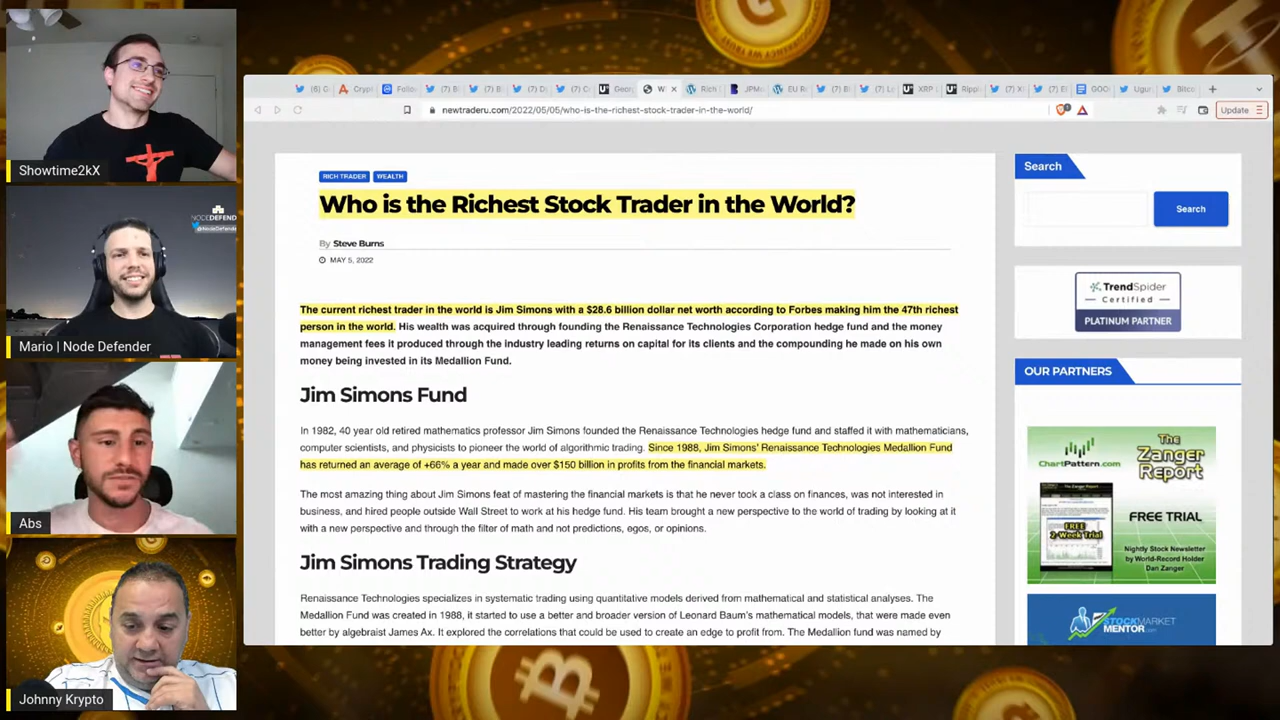 Showtime2kX
NODEDEFEND
@NodeDefend
Mario | Node Defender
Abs
Johnny Krypto
newtraderu.com/2022/05/05/who-is-the-richest-stock-trader-in-the-world/
Update
RICH TRADER
WEALTH
Who is the Richest Stock Trader in the World?
By Steve Burns
MAY 5, 2022
The current richest trader in the world is Jim Simons with a $28.6 billion dollar net worth according to Forbes making him the 47th richest
person in the world. His wealth was acquired through founding the Renaissance Technologies Corporation hedge fund and the money
management fees it produced through the industry leading returns on capital for its clients and the compounding he made on his own
money being invested in its Medallion Fund.
Jim Simons Fund
In 1982, 40 year old retired mathematics professor Jim Simons founded the Renaissance Technologies hedge fund and staffed it with mathematicians,
computer scientists, and physicists to pioneer the world of algorithmic trading. Since 1988, Jim Simons' Renaissance Technologies Medallion Fund
has returned an average of +66% a year and made over $150 billion in profits from the financial markets.
The most amazing thing about Jim Simons feat of mastering the financial markets is that he never took a class on finances, was not interested in
business, and hired people outside Wall Street to work at his hedge fund. His team brought a new perspective to the world of trading by looking at it
with a new perspective and through the filter of math and not predictions, egos, or opinions.
Jim Simons Trading Strategy
Renaissance Technologies specializes in systematic trading using quantitative models derived from mathematical and statistical analyses. The
Medallion Fund was created in 1988, it started to use a better and broader version of Leonard Baum's mathematical models, that were made even
better by algebraist James Ax. It explored the correlations that could be used to create an edge to profit from. The Medallion fund was named by
Search
Search
TrendSpider
Certified
PLATINUM PARTNER
OUR PARTNERS
ChartPattern.com
The
Zanger
Report
FREE
2-Week Trial
FREE TRIAL
Nightly Stock Newsletter
by World-Record Holder
Dan Zanger
STOCKMARKET
MENTOR.com